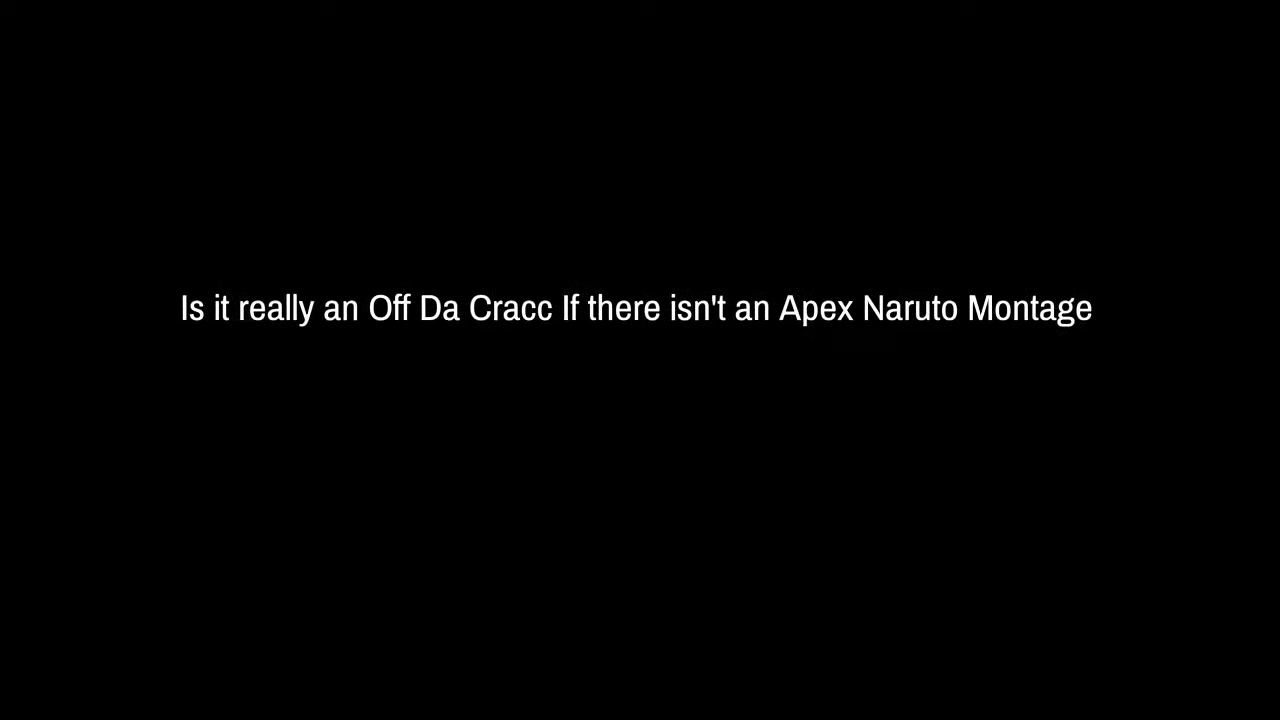 Is it really an Off Da Cracc If there isn't an Apex Naruto Montage